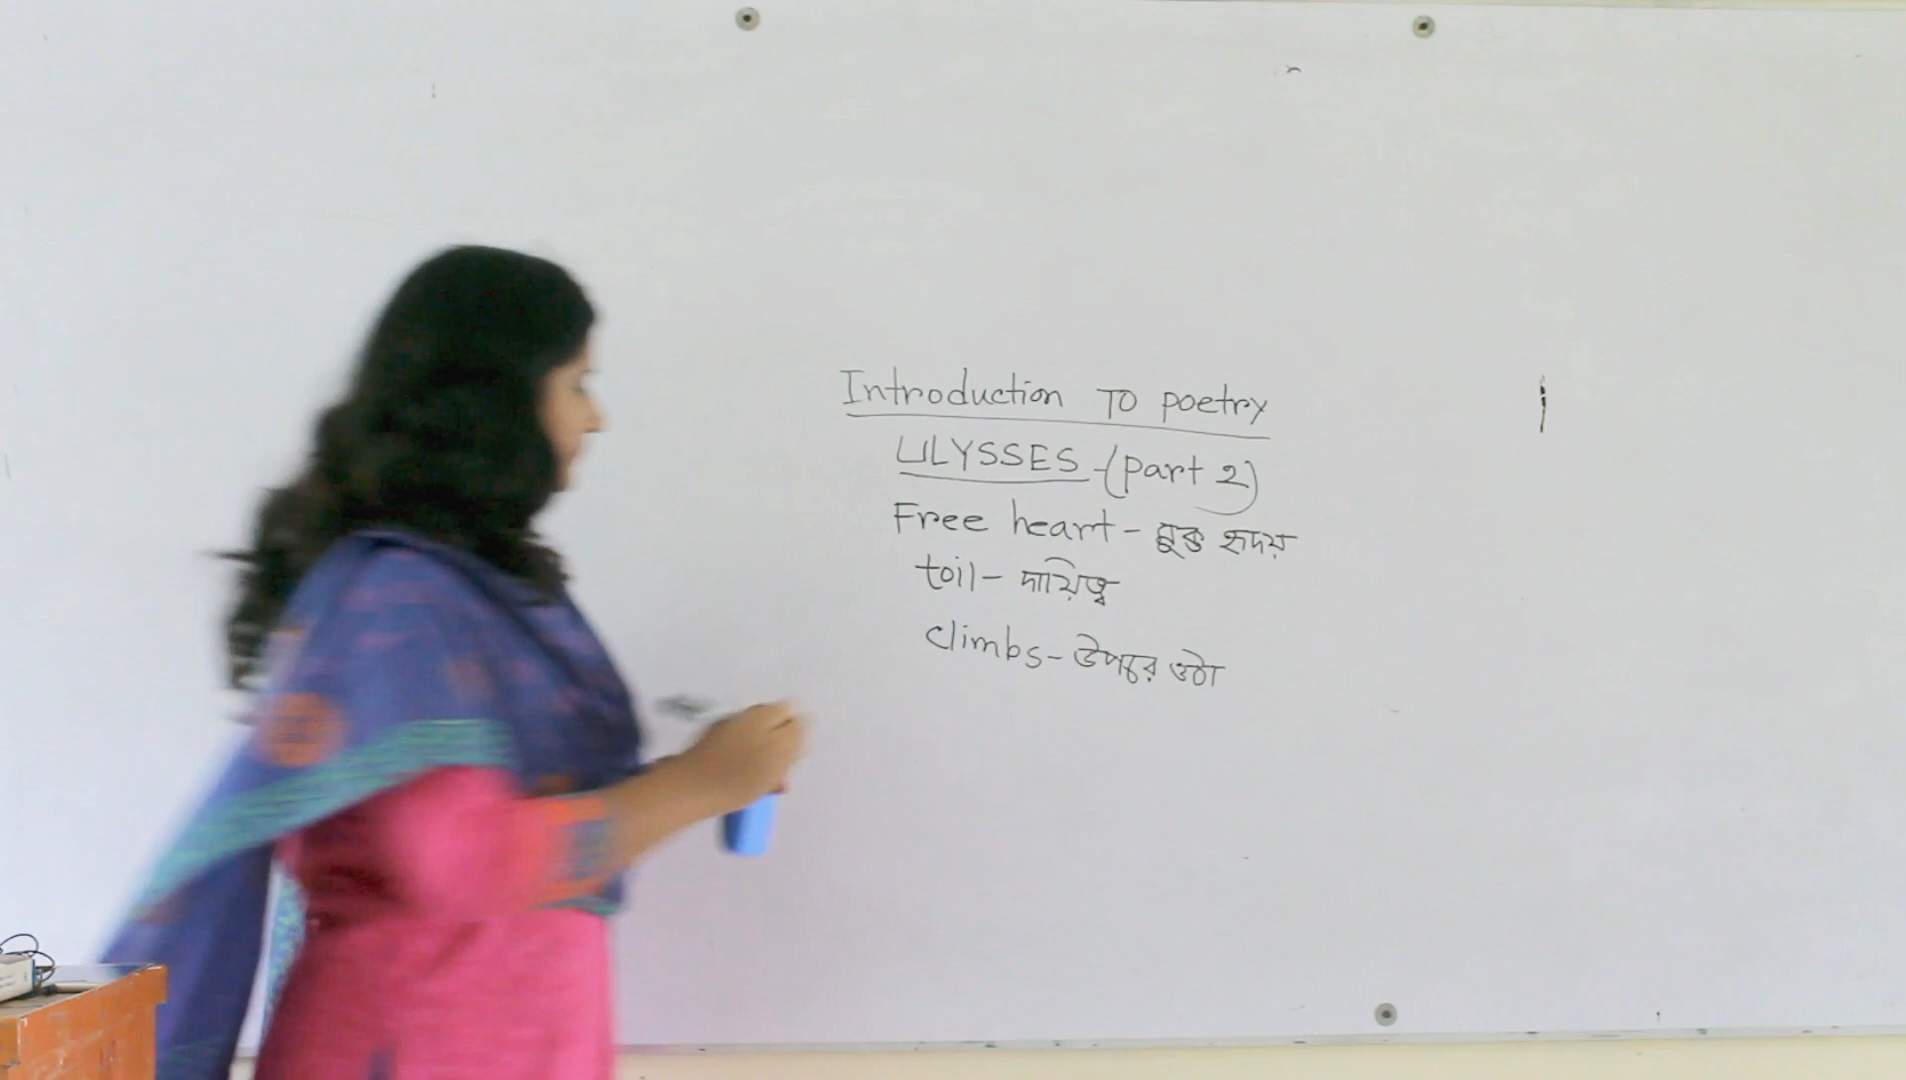 Introduction TO poetry
ULYSSES - (part 2)
Free heart - মুক্ত হৃদয়
toil - দায়িত্ব
climbs - উপরে ওঠা